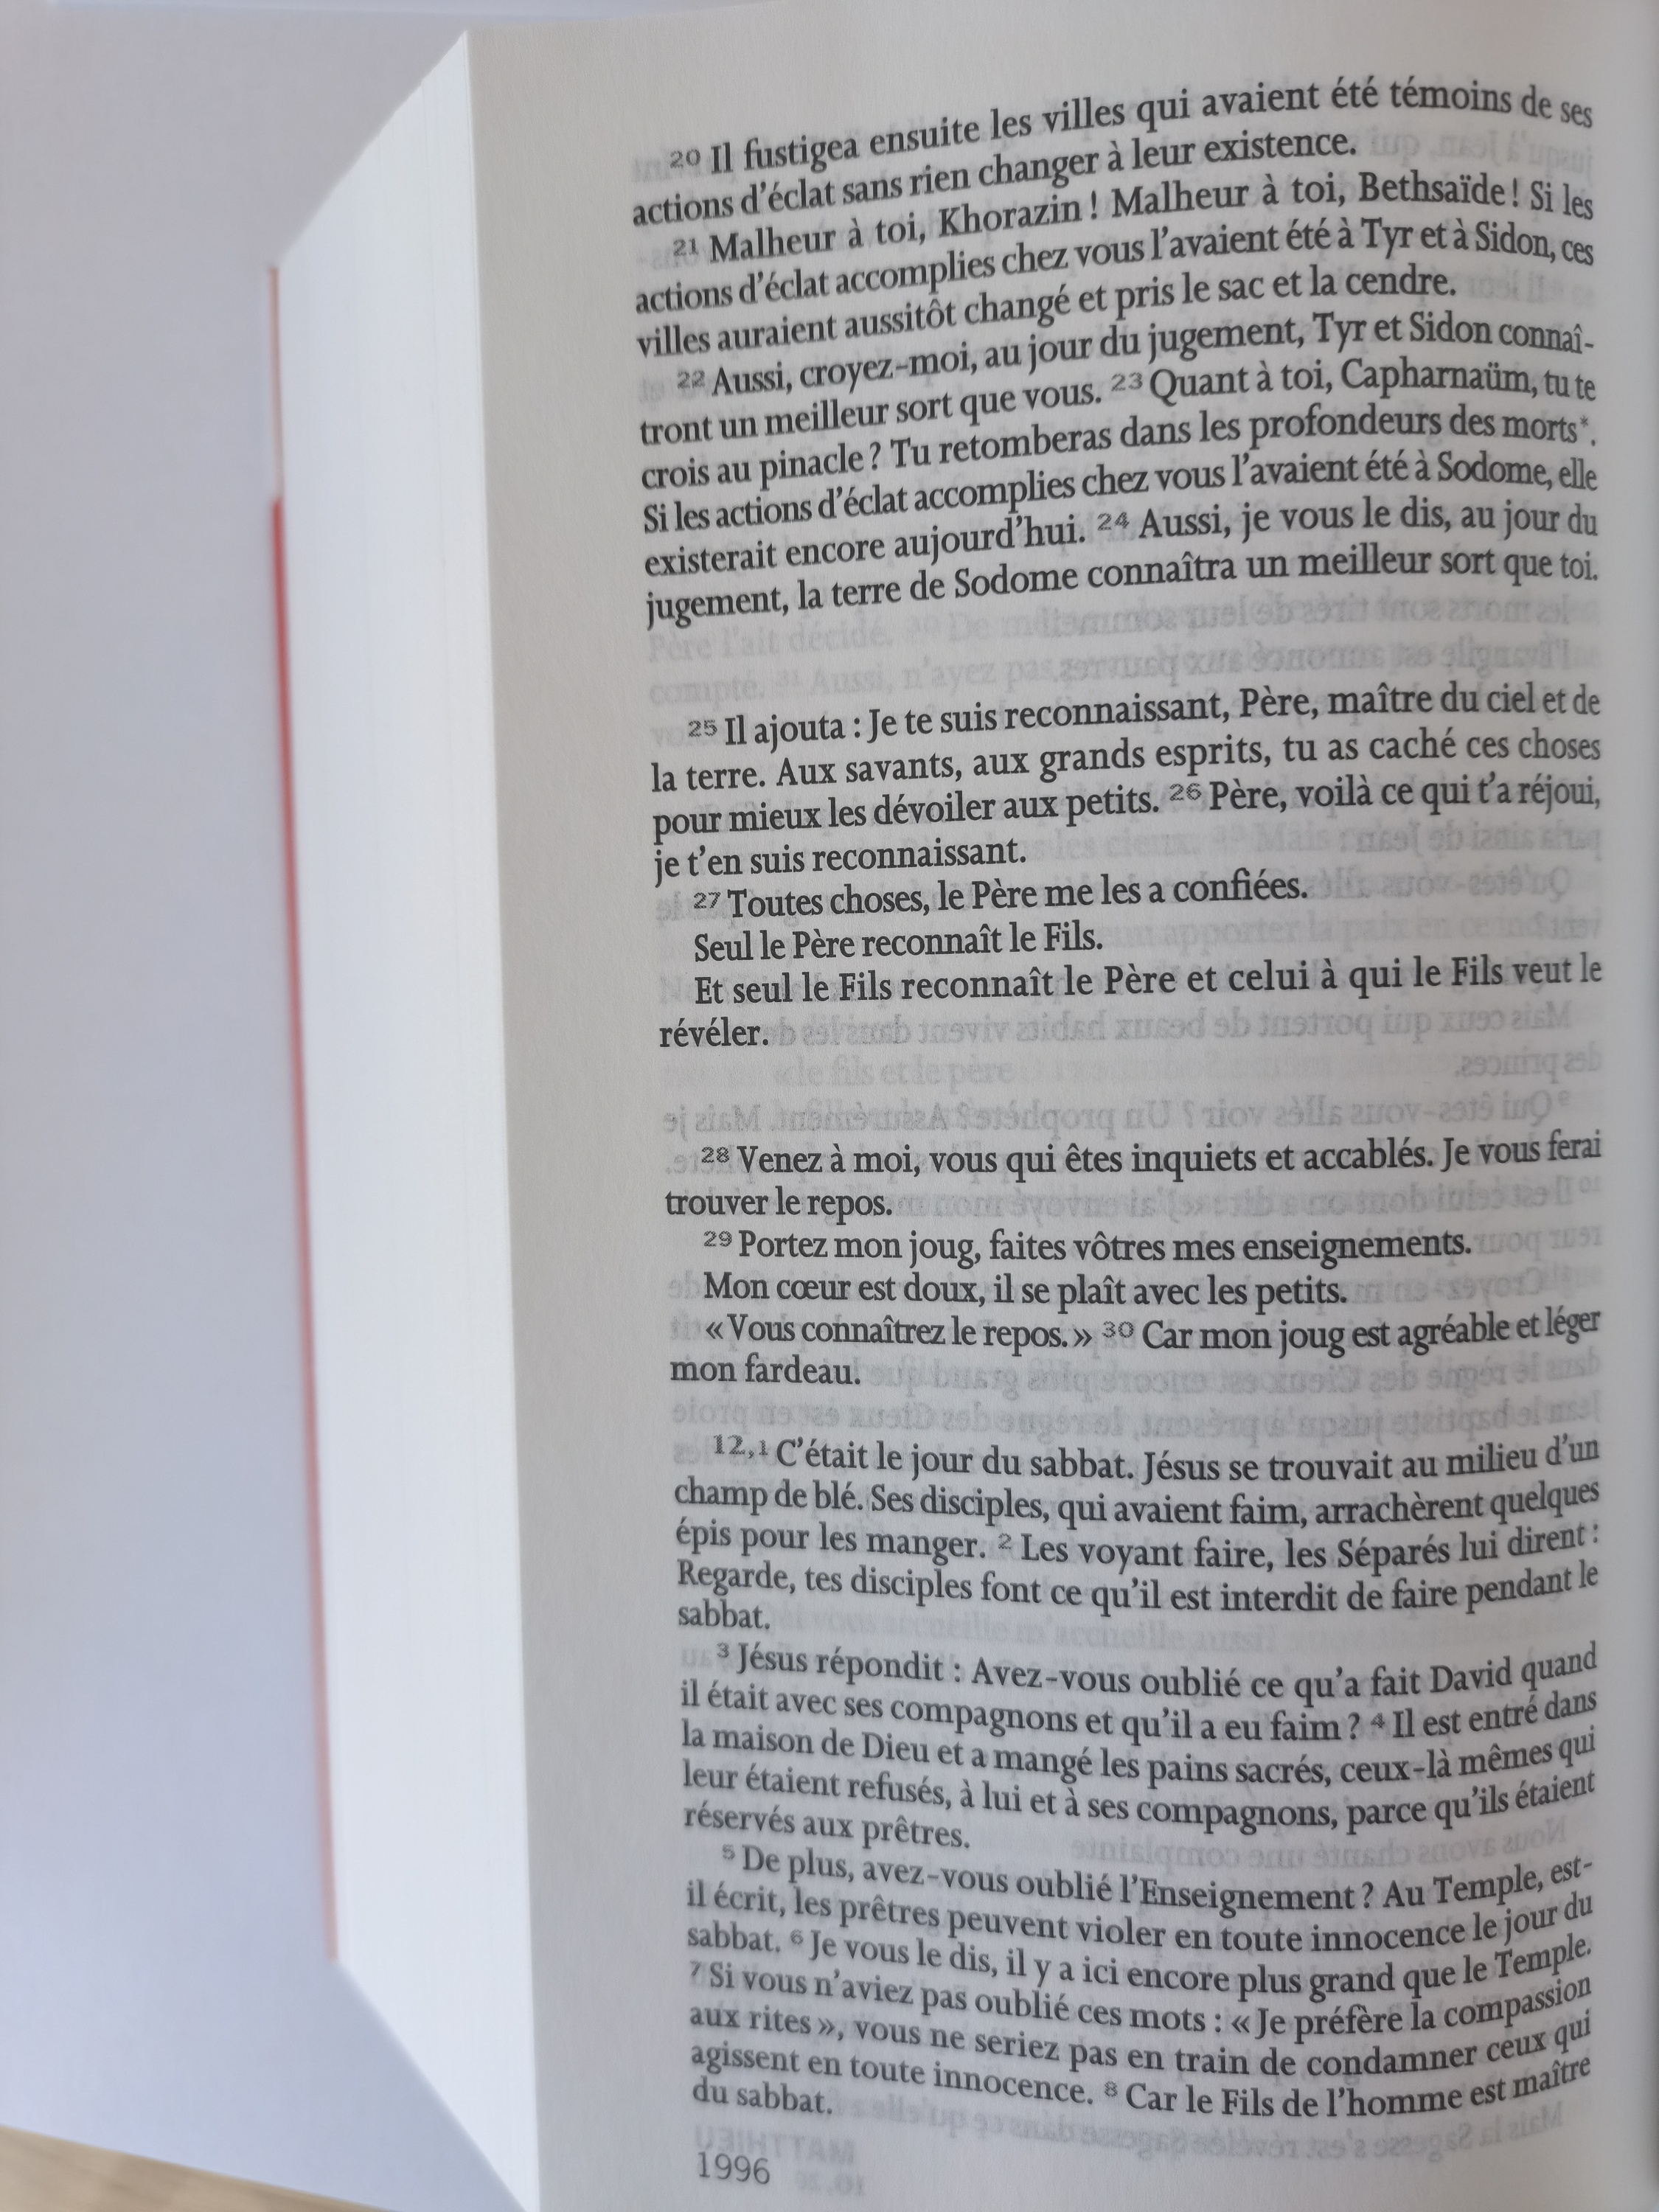 20 Il fustigea ensuite les villes qui avaient été témoins de ses
actions d'éclat sans rien changer à leur existence.
21 Malheur à toi, Khorazin ! Malheur à toi, Bethsaïde ! Si les
actions d'éclat accomplies chez vous l'avaient été à Tyr et à Sidon, ces
villes auraient aussitôt changé et pris le sac et la cendre.
22 Aussi, croyez-moi, au jour du jugement, Tyr et Sidon connaî-
tront un meilleur sort que vous. 23 Quant à toi, Capharnaüm, tu te
crois au pinacle ? Tu retomberas dans les profondeurs des morts*.
Si les actions d'éclat accomplies chez vous l'avaient été à Sodome, elle
existerait encore aujourd'hui. 24 Aussi, je vous le dis, au jour du
jugement, la terre de Sodome connaîtra un meilleur sort que toi.
25 Il ajouta : Je te suis reconnaissant, Père, maître du ciel et de
la terre. Aux savants, aux grands esprits, tu as caché ces choses
pour mieux les dévoiler aux petits. 26 Père, voilà ce qui t'a réjoui,
je t'en suis reconnaissant.
27 Toutes choses, le Père me les a confiées.
Seul le Père reconnaît le Fils.
Et seul le Fils reconnaît le Père et celui à qui le Fils veut le
révéler.
28 Venez à moi, vous qui êtes inquiets et accablés. Je vous ferai
trouver le repos.
29 Portez mon joug, faites vôtres mes enseignements.
Mon cœur est doux, il se plaît avec les petits.
« Vous connaîtrez le repos. » 30 Car mon joug est agréable et léger
mon fardeau.
12,1 C'était le jour du sabbat. Jésus se trouvait au milieu d'un
champ de blé. Ses disciples, qui avaient faim, arrachèrent quelques
épis pour les manger. 2 Les voyant faire, les Séparés lui dirent :
Regarde, tes disciples font ce qu'il est interdit de faire pendant le
sabbat.
3 Jésus répondit : Avez-vous oublié ce qu'a fait David quand
il était avec ses compagnons et qu'il a eu faim ? 4 Il est entré dans
la maison de Dieu et a mangé les pains sacrés, ceux-là mêmes qui
leur étaient refusés, à lui et à ses compagnons, parce qu'ils étaient
réservés aux prêtres.
5 De plus, avez-vous oublié l'Enseignement ? Au Temple, est-
il écrit, les prêtres peuvent violer en toute innocence le jour du
sabbat. 6 Je vous le dis, il y a ici encore plus grand que le Temple.
7 Si vous n'aviez pas oublié ces mots : « Je préfère la compassion
aux rites », vous ne seriez pas en train de condamner ceux qui
agissent en toute innocence. 8 Car le Fils de l'homme est maître
du sabbat.
1996